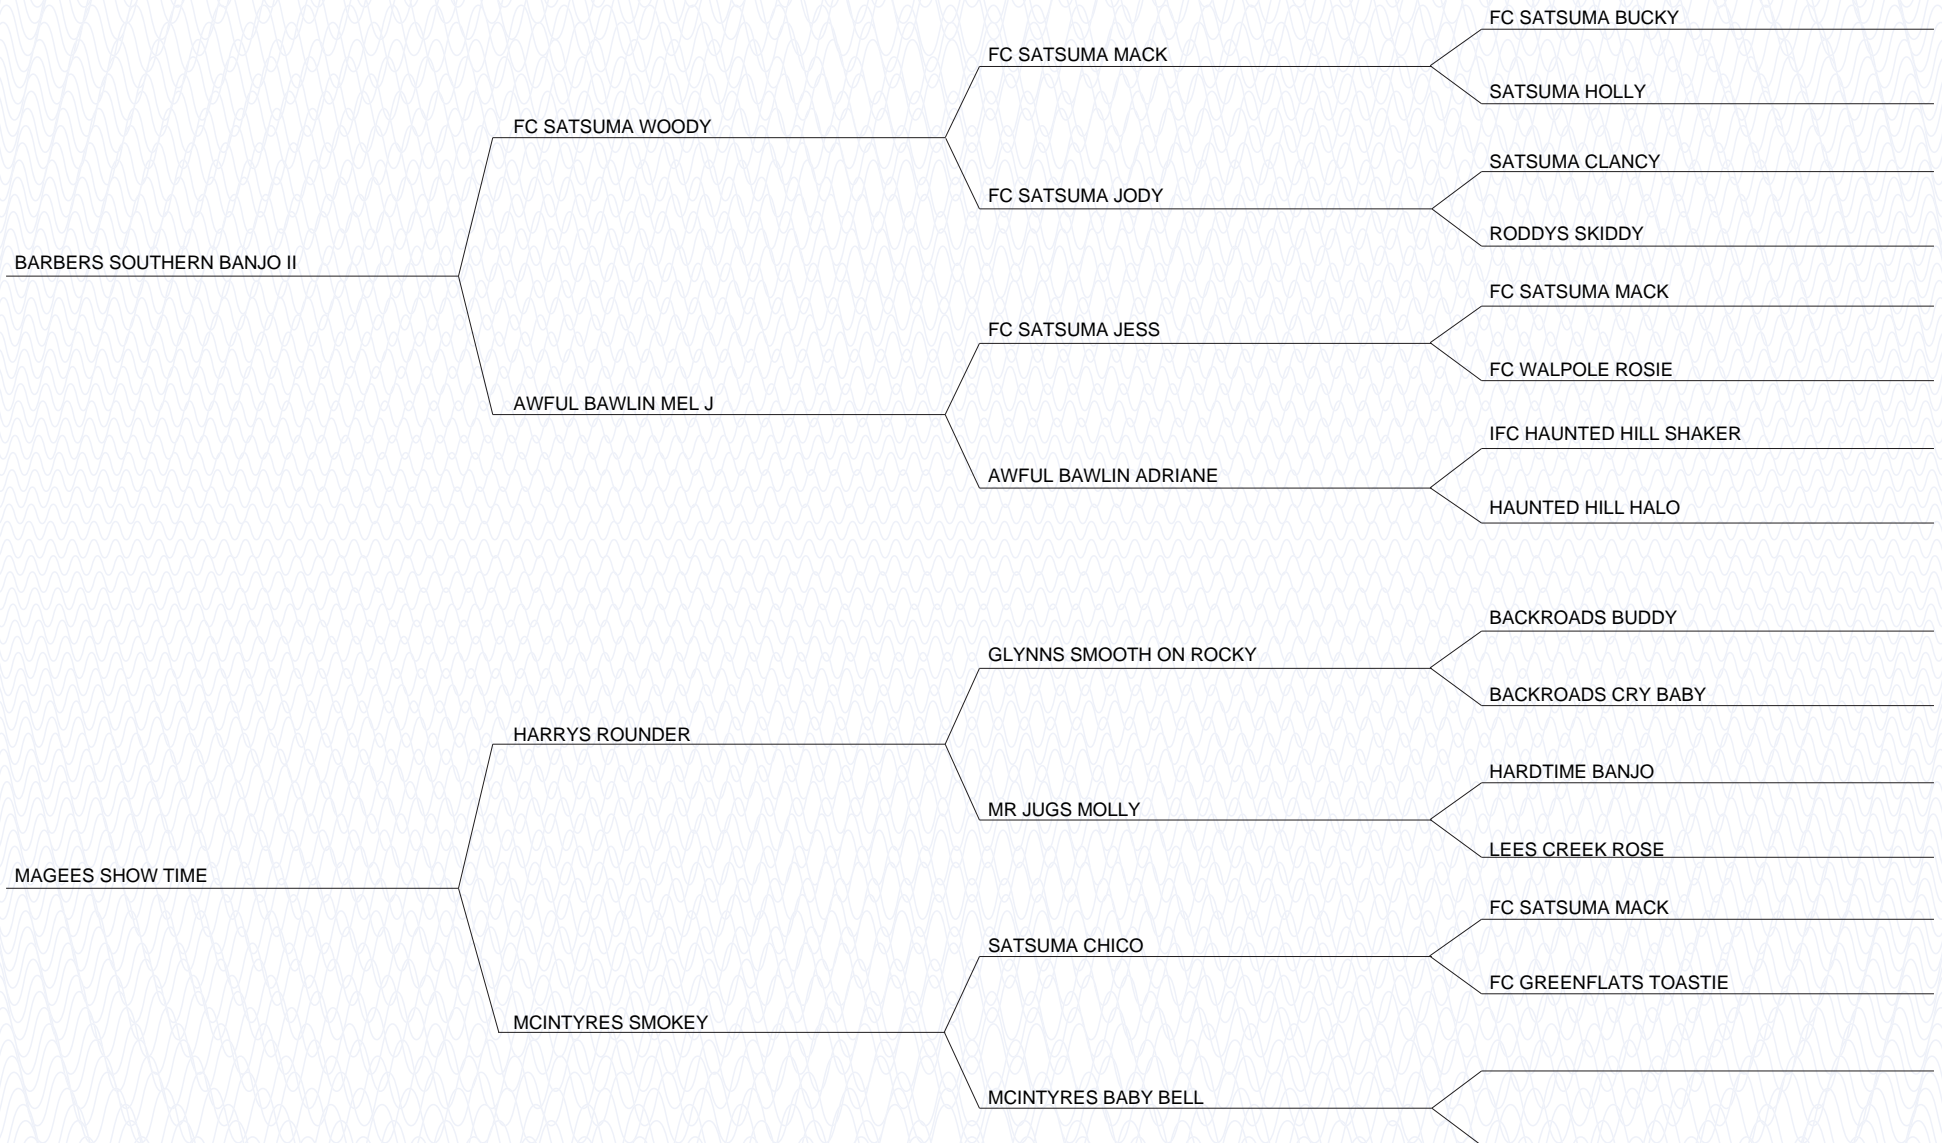 FC SATSUMA BUCKY
FC SATSUMA MACK
SATSUMA HOLLY
FC SATSUMA WOODY
SATSUMA CLANCY
FC SATSUMA JODY
RODDYS SKIDDY
BARBERS SOUTHERN BANJO II
FC SATSUMA MACK
FC SATSUMA JESS
FC WALPOLE ROSIE
AWFUL BAWLIN MEL J
IFC HAUNTED HILL SHAKER
AWFUL BAWLIN ADRIANE
HAUNTED HILL HALO
BACKROADS BUDDY
GLYNNS SMOOTH ON ROCKY
BACKROADS CRY BABY
HARRYS ROUNDER
HARDTIME BANJO
MR JUGS MOLLY
LEES CREEK ROSE
MAGEES SHOW TIME
FC SATSUMA MACK
SATSUMA CHICO
FC GREENFLATS TOASTIE
MCINTYRES SMOKEY
MCINTYRES BABY BELL